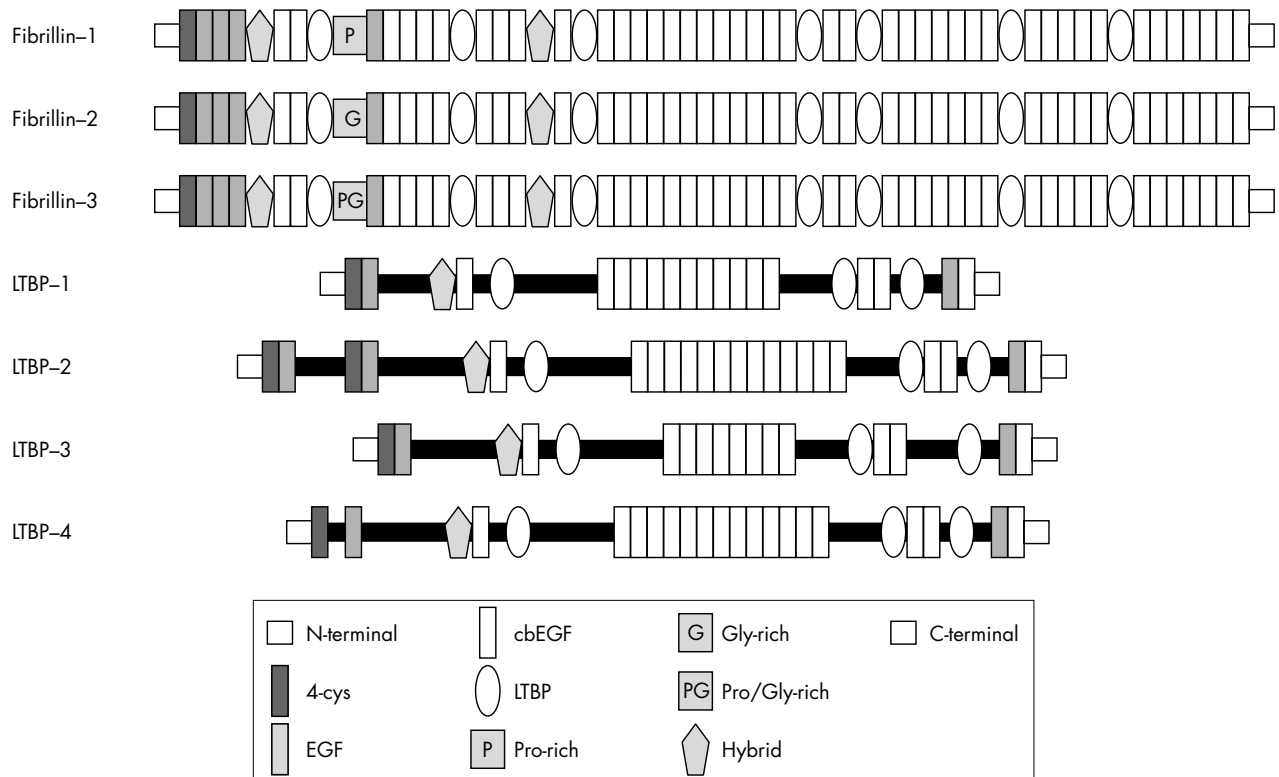 Fibrillin–1
P
Fibrillin–2
G
Fibrillin–3
PG
LTBP–1
LTBP–2
LTBP–3
LTBP–4
N-terminal
cbEGF
G Gly-rich
C-terminal
4-cys
LTBP
PG Pro/Gly-rich
EGF
P Pro-rich
Hybrid